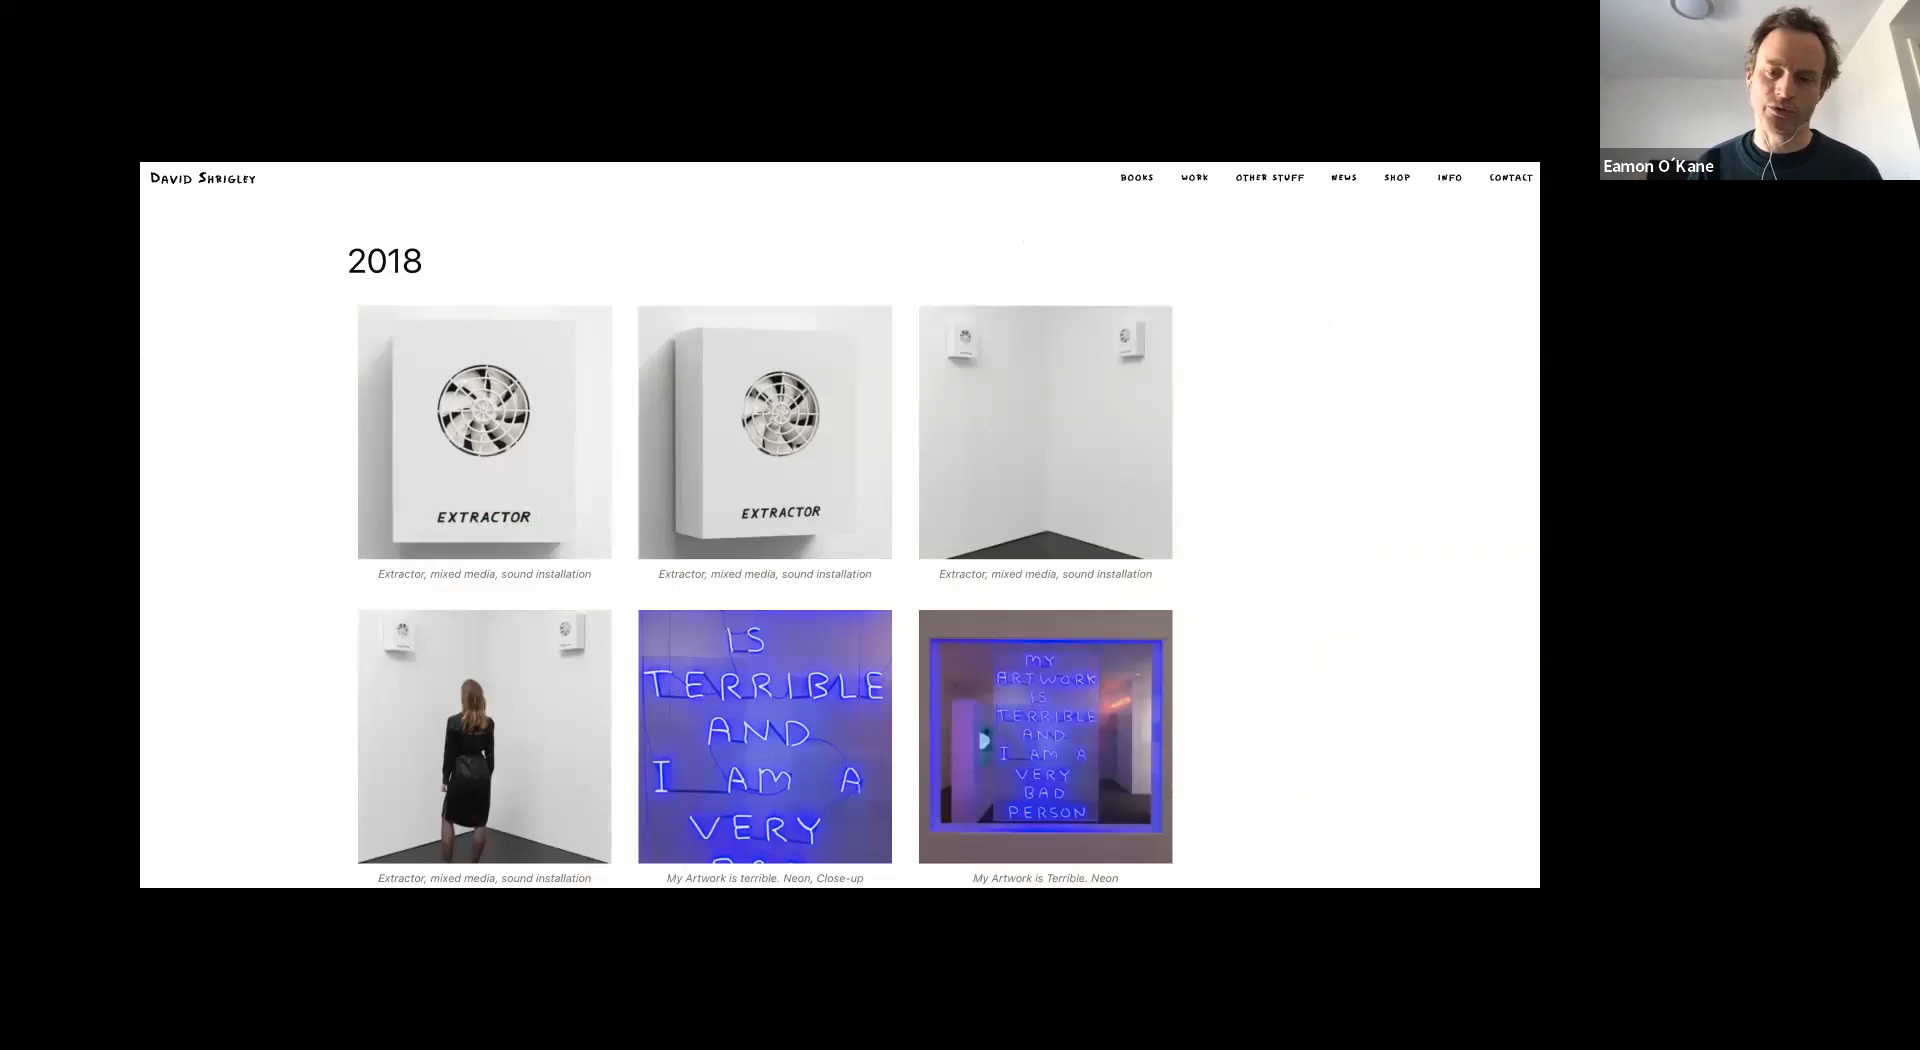 DAVID SHRIGLEY
BOOKS WORK OTHER STUFF NEWS SHOP INFO CONTACT
Eamon O´Kane
2018
EXTRACTOR
EXTRACTOR
Extractor, mixed media, sound installation
Extractor, mixed media, sound installation
Extractor, mixed media, sound installation
IS
TERRIBLE
AND
I AM A
VERY
MY
ARTWORK
IS
TERRIBLE
AND
I AM A
VERY
BAD
PERSON
Extractor, mixed media, sound installation
My Artwork is terrible. Neon, Close-up
My Artwork is Terrible. Neon